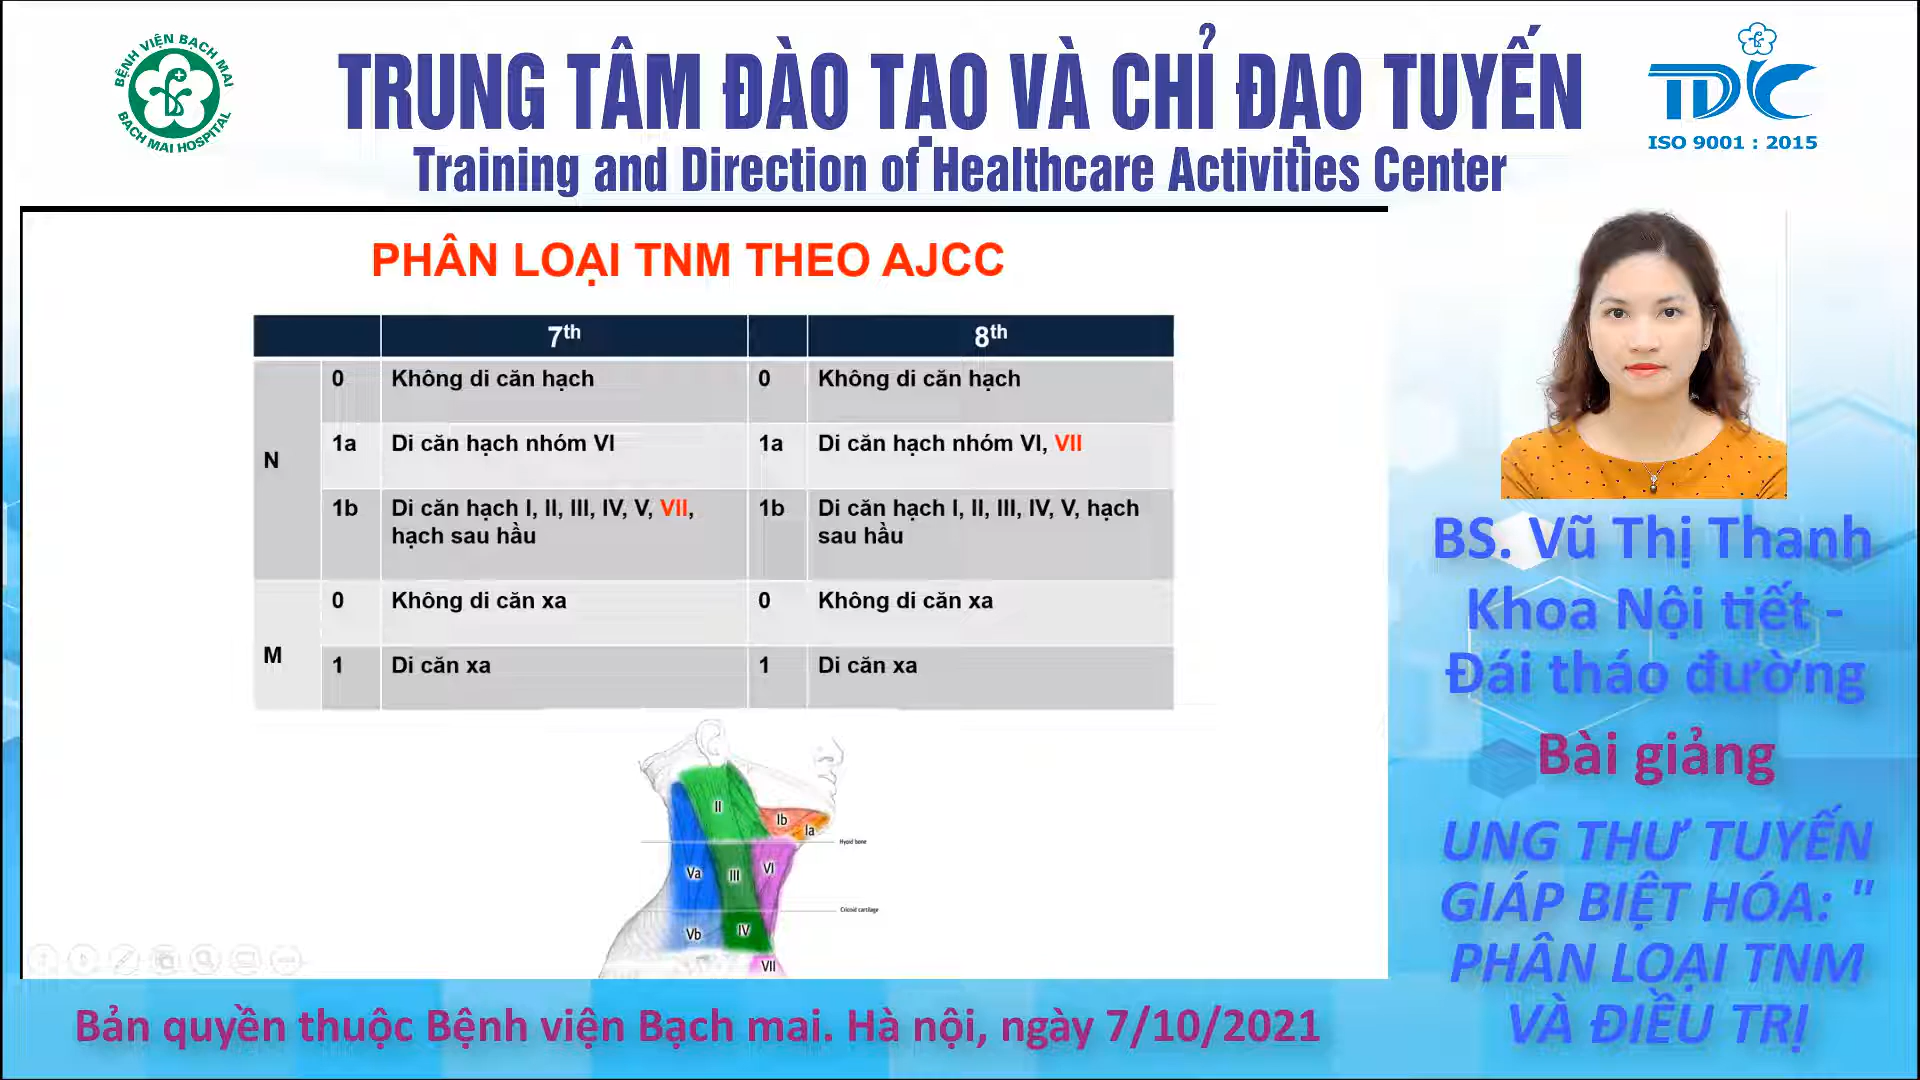 BỆNH VIỆN BẠCH MAI
BACH MAI HOSPITAL
TRUNG TÂM ĐÀO TẠO VÀ CHỈ ĐẠO TUYẾN
Training and Direction of Healthcare Activities Center
TDC
ISO 9001 : 2015
PHÂN LOẠI TNM THEO AJCC
7th 8th
N
0 Không di căn hạch 0 Không di căn hạch
1a Di căn hạch nhóm VI 1a Di căn hạch nhóm VI, VII
1b Di căn hạch I, II, III, IV, V, VII, hạch sau hầu 1b Di căn hạch I, II, III, IV, V, hạch sau hầu
M
0 Không di căn xa 0 Không di căn xa
1 Di căn xa 1 Di căn xa
II
Ib
Ia
Hyoid bone
Va
III
VI
Cricoid cartilage
Vb
IV
VII
BS. Vũ Thị Thanh
Khoa Nội tiết -
Đái tháo đường
Bài giảng
UNG THƯ TUYẾN
GIÁP BIỆT HÓA: "
PHÂN LOẠI TNM
VÀ ĐIỀU TRỊ
Bản quyền thuộc Bệnh viện Bạch mai. Hà nội, ngày 7/10/2021